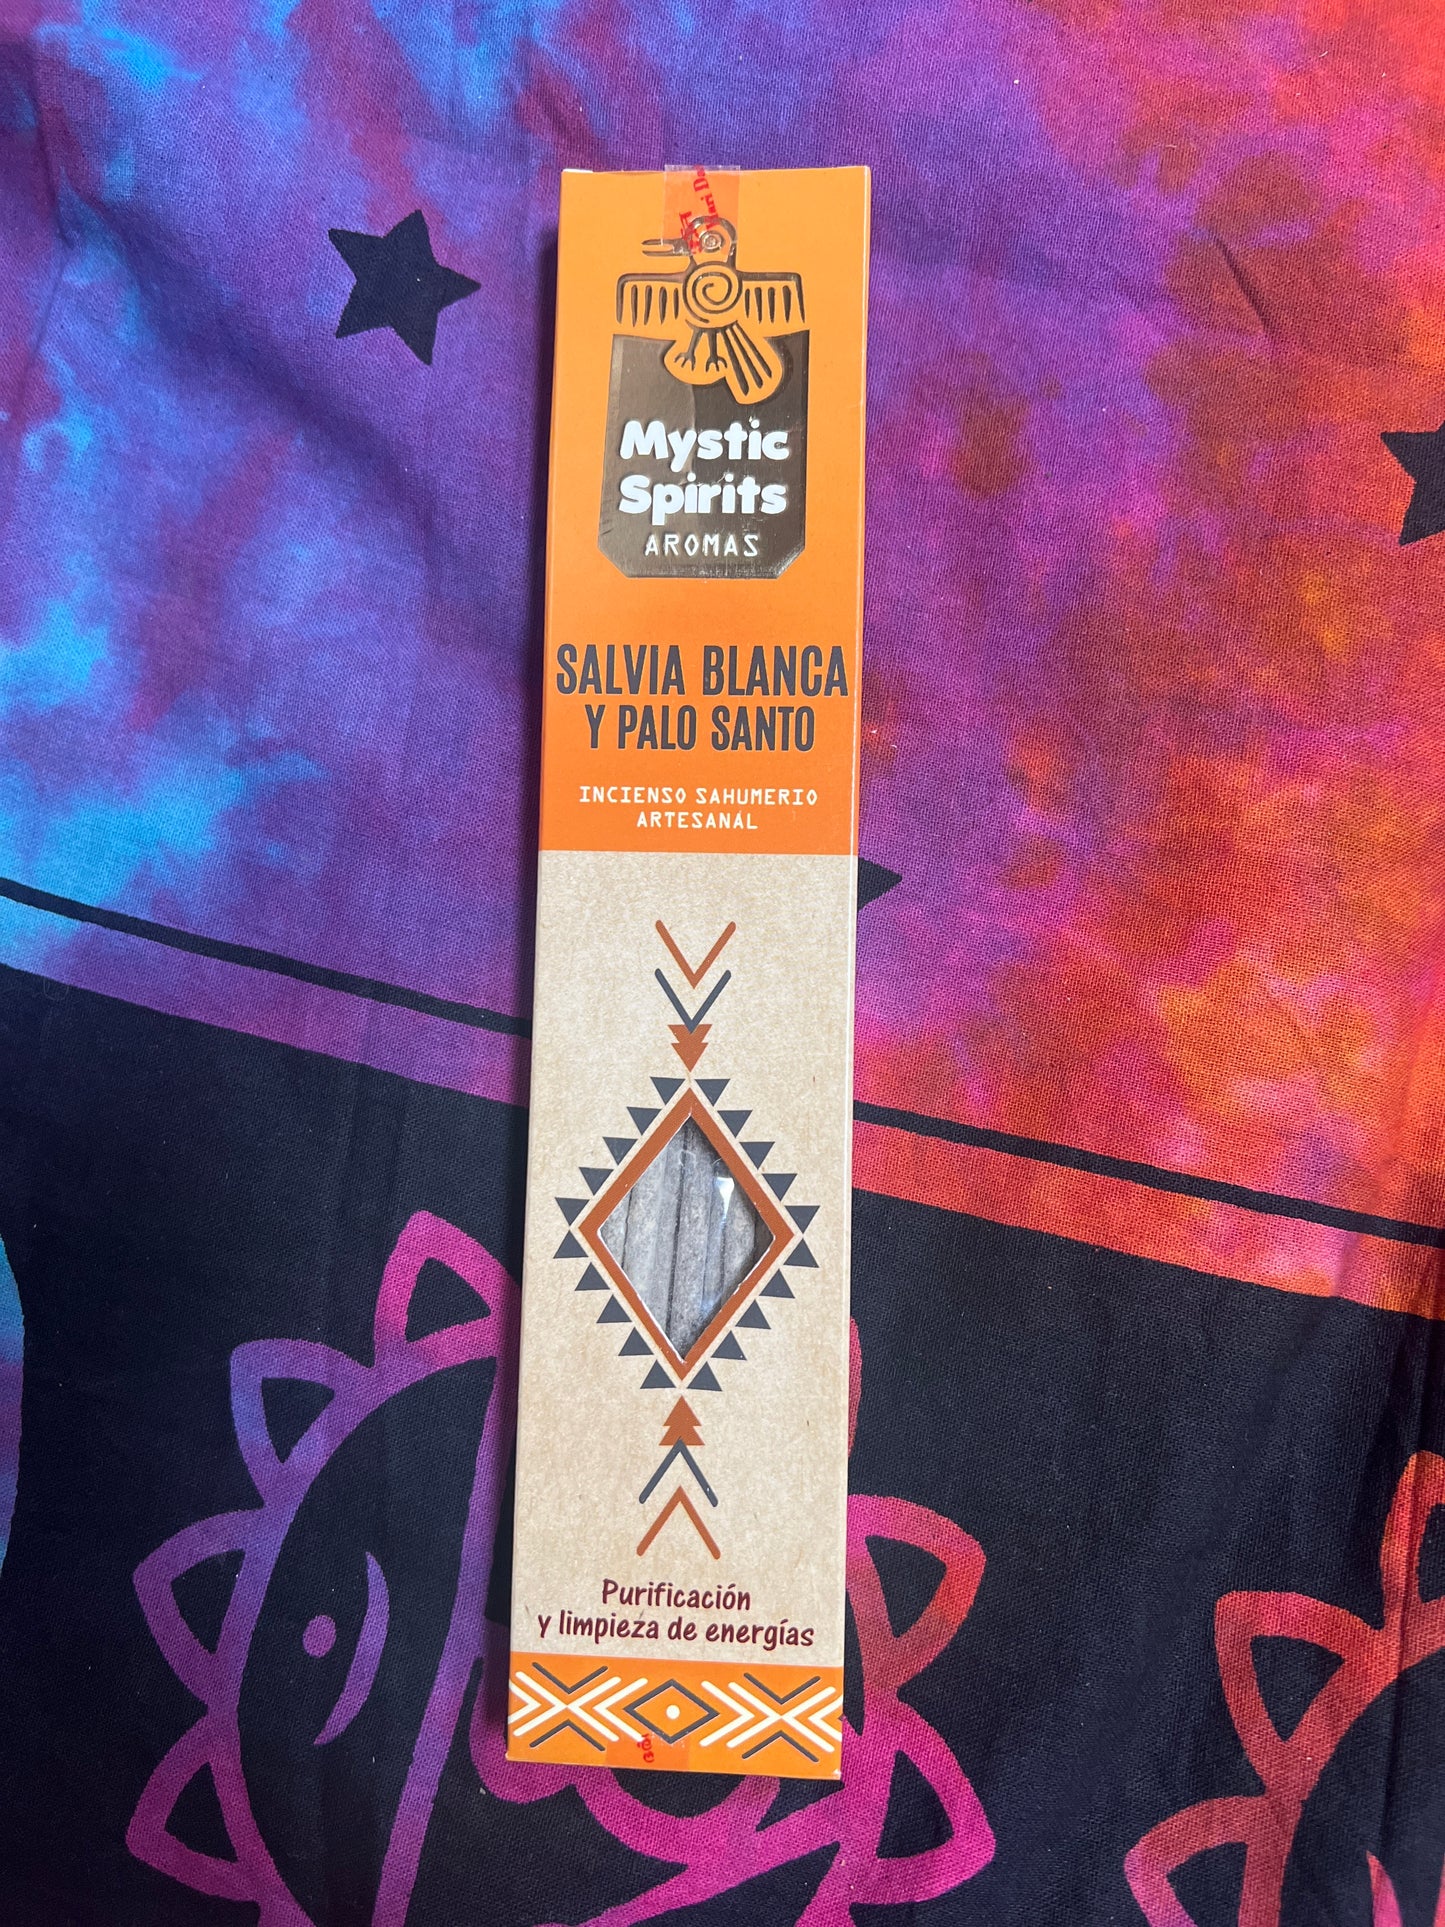 Mystic
Spirits
AROMAS
SALVIA BLANCA
Y PALO SANTO
INCIENSO SAHUMERIO
ARTESANAL
Purificación
y limpieza de energías